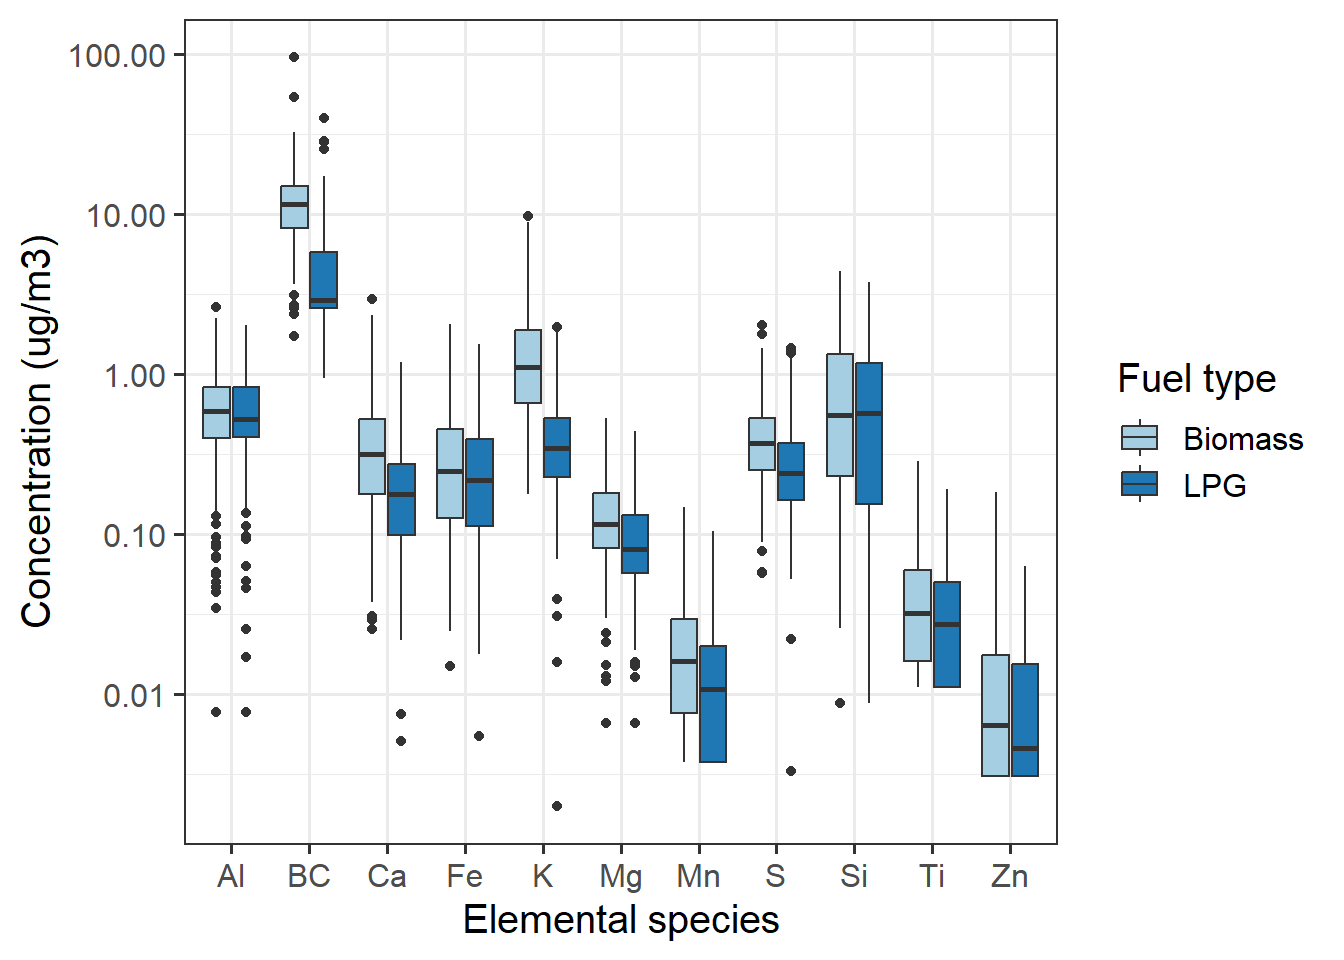 100.00
10.00
1.00
0.10
0.01
Concentration (ug/m3)
Al BC Ca Fe K Mg Mn S Si Ti Zn
Elemental species
Fuel type
Biomass
LPG